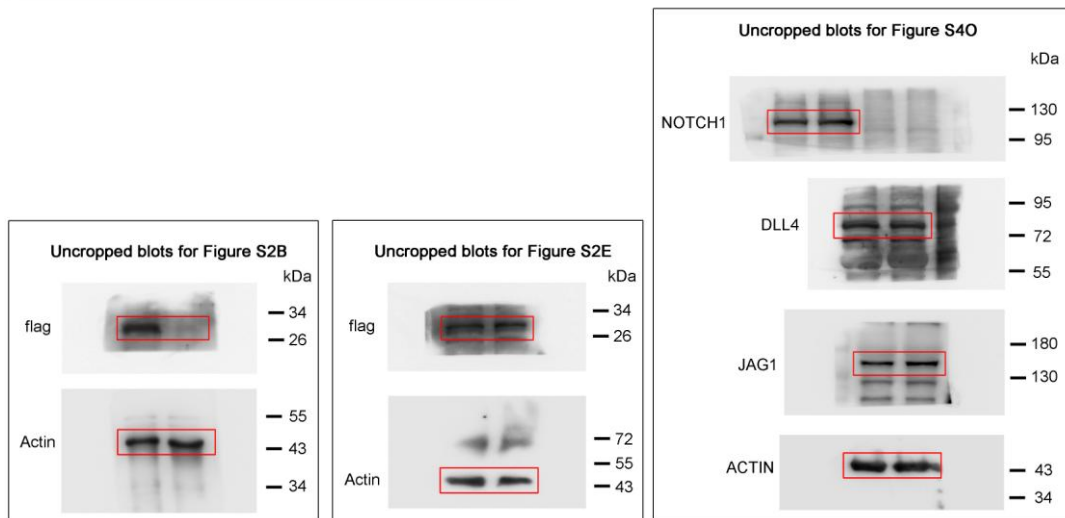 Uncropped blots for Figure S2B
kDa
flag
34
26
Actin
55
43
34
Uncropped blots for Figure S2E
kDa
flag
34
26
Actin
72
55
43
Uncropped blots for Figure S4O
kDa
NOTCH1
130
95
DLL4
95
72
55
JAG1
180
130
ACTIN
43
34